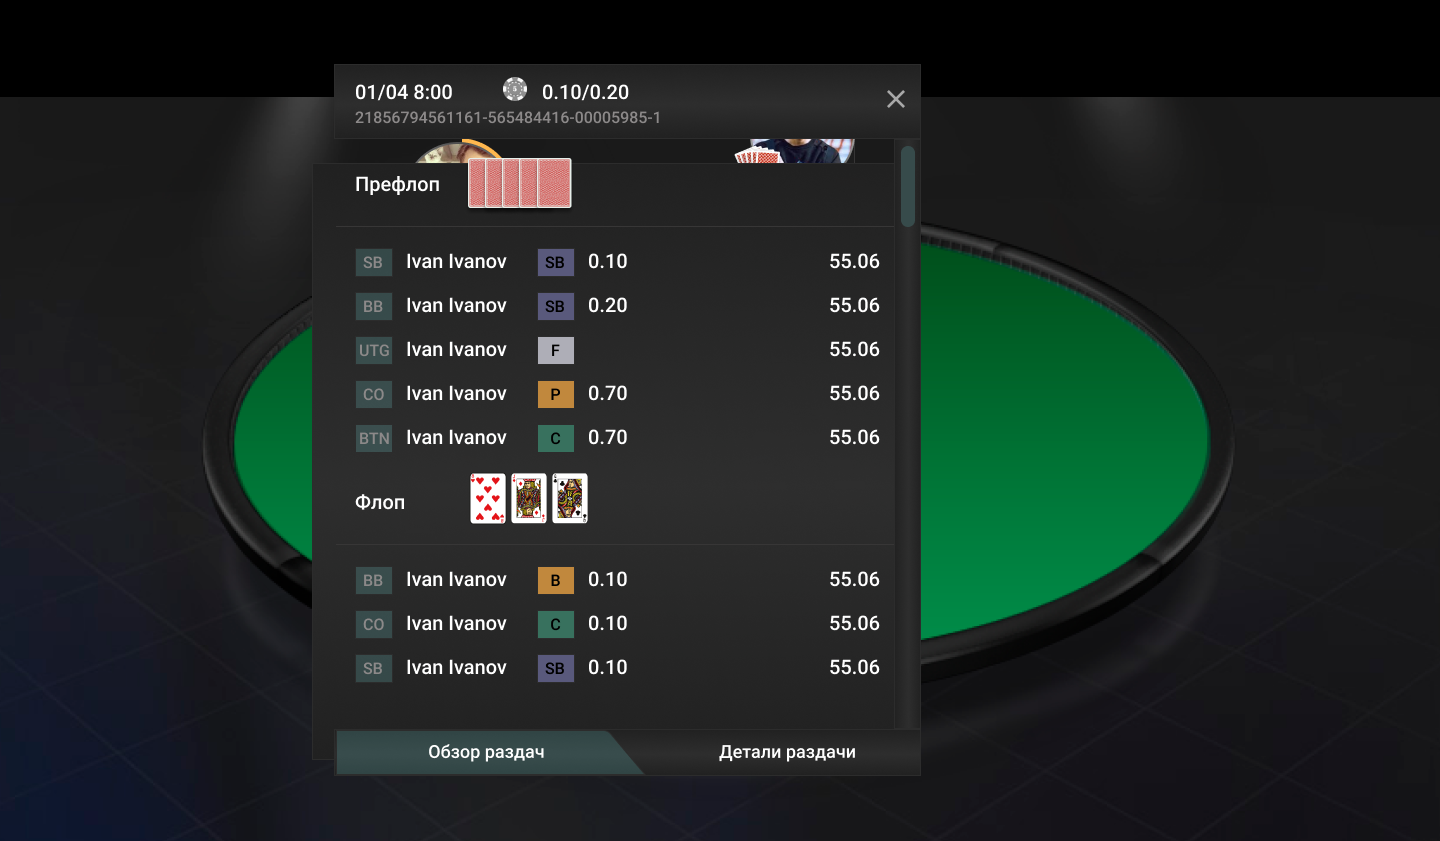 01/04 8:00 0.10/0.20
21856794561161-565484416-00005985-1
Префлоп
SB Ivan Ivanov SB 0.10 55.06
BB Ivan Ivanov SB 0.20 55.06
UTG Ivan Ivanov F 55.06
CO Ivan Ivanov P 0.70 55.06
BTN Ivan Ivanov C 0.70 55.06
Флоп
BB Ivan Ivanov B 0.10 55.06
CO Ivan Ivanov C 0.10 55.06
SB Ivan Ivanov SB 0.10 55.06
Обзор раздач Детали раздачи